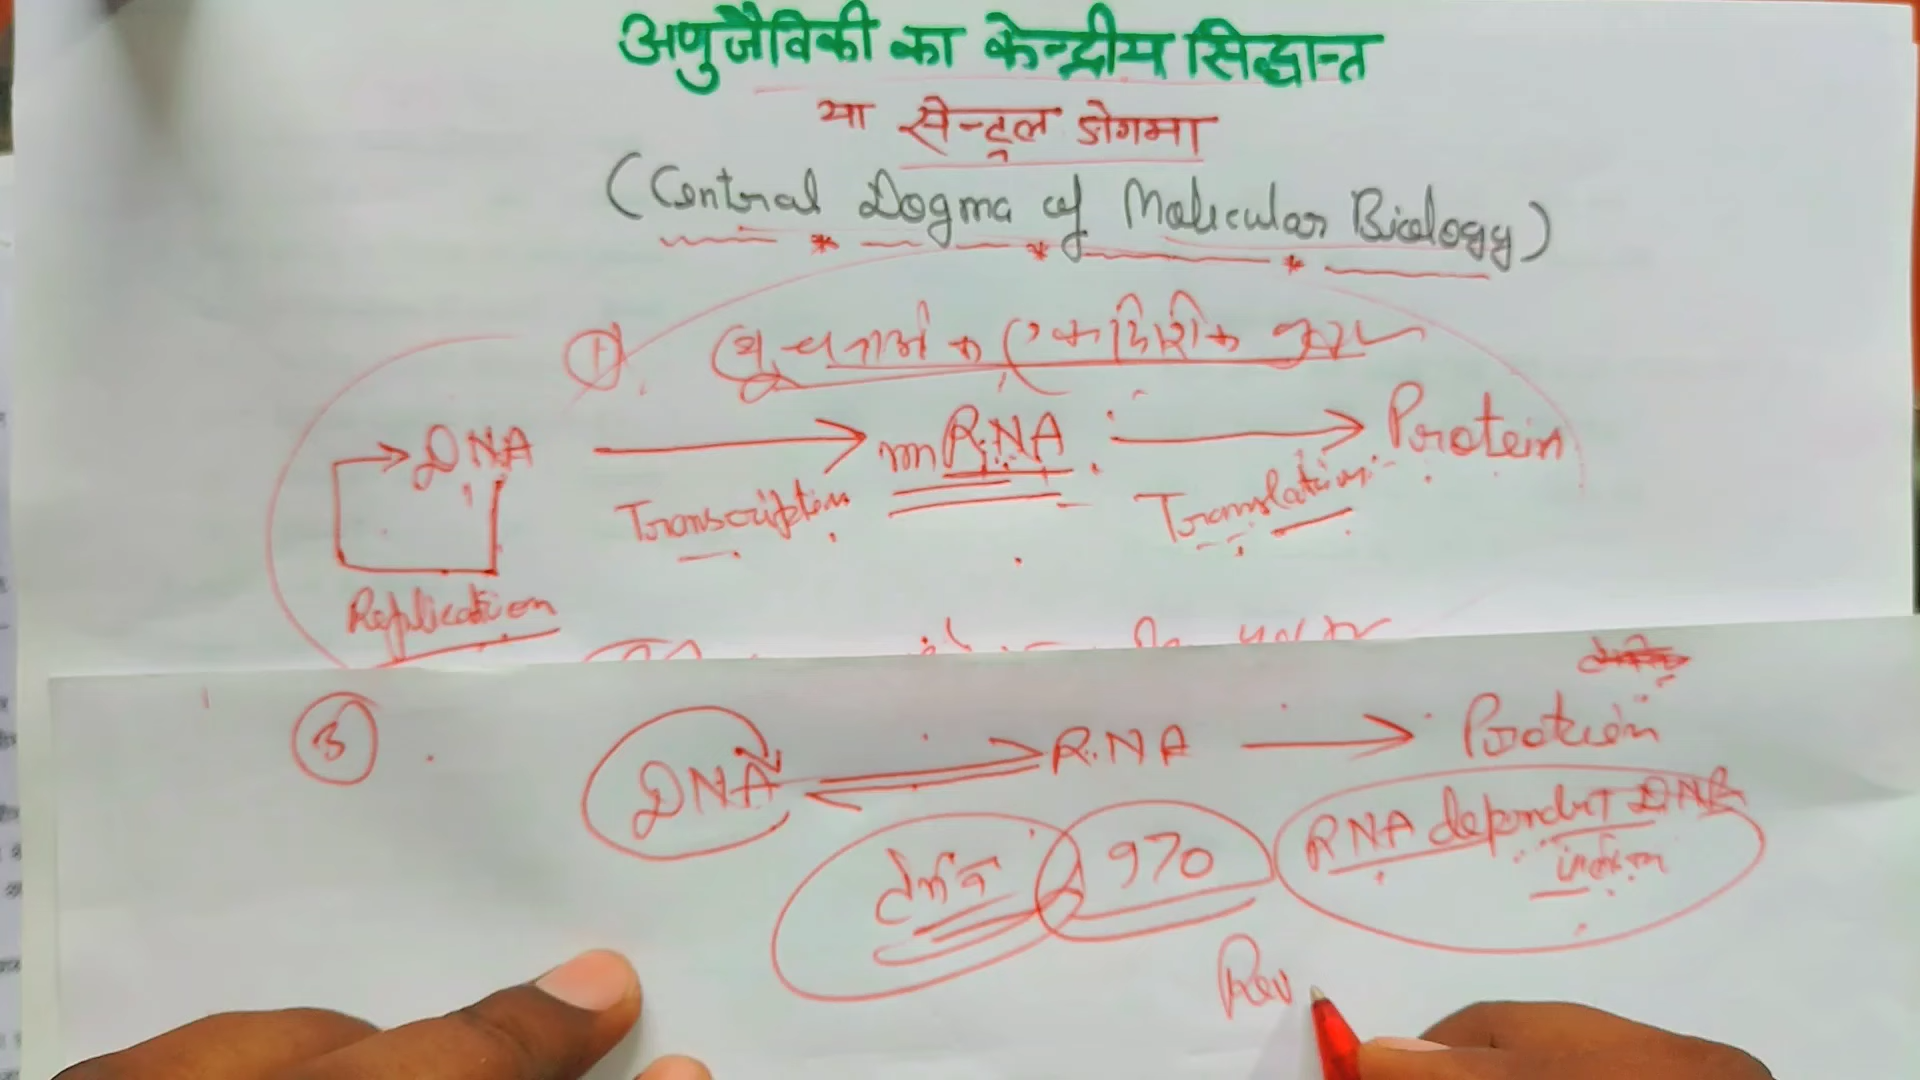 अणुजैविकी का केन्द्रीय सिद्धान्त
या सेन्ट्रल डोगमा
(Central Dogma of Molecular Biology)
①
DNA → mRNA → Protein
Transcription Translation
Replication
③ DNA ⇌ RNA → Protein
टेमिन 1970 RNA dependent DNA
Rev